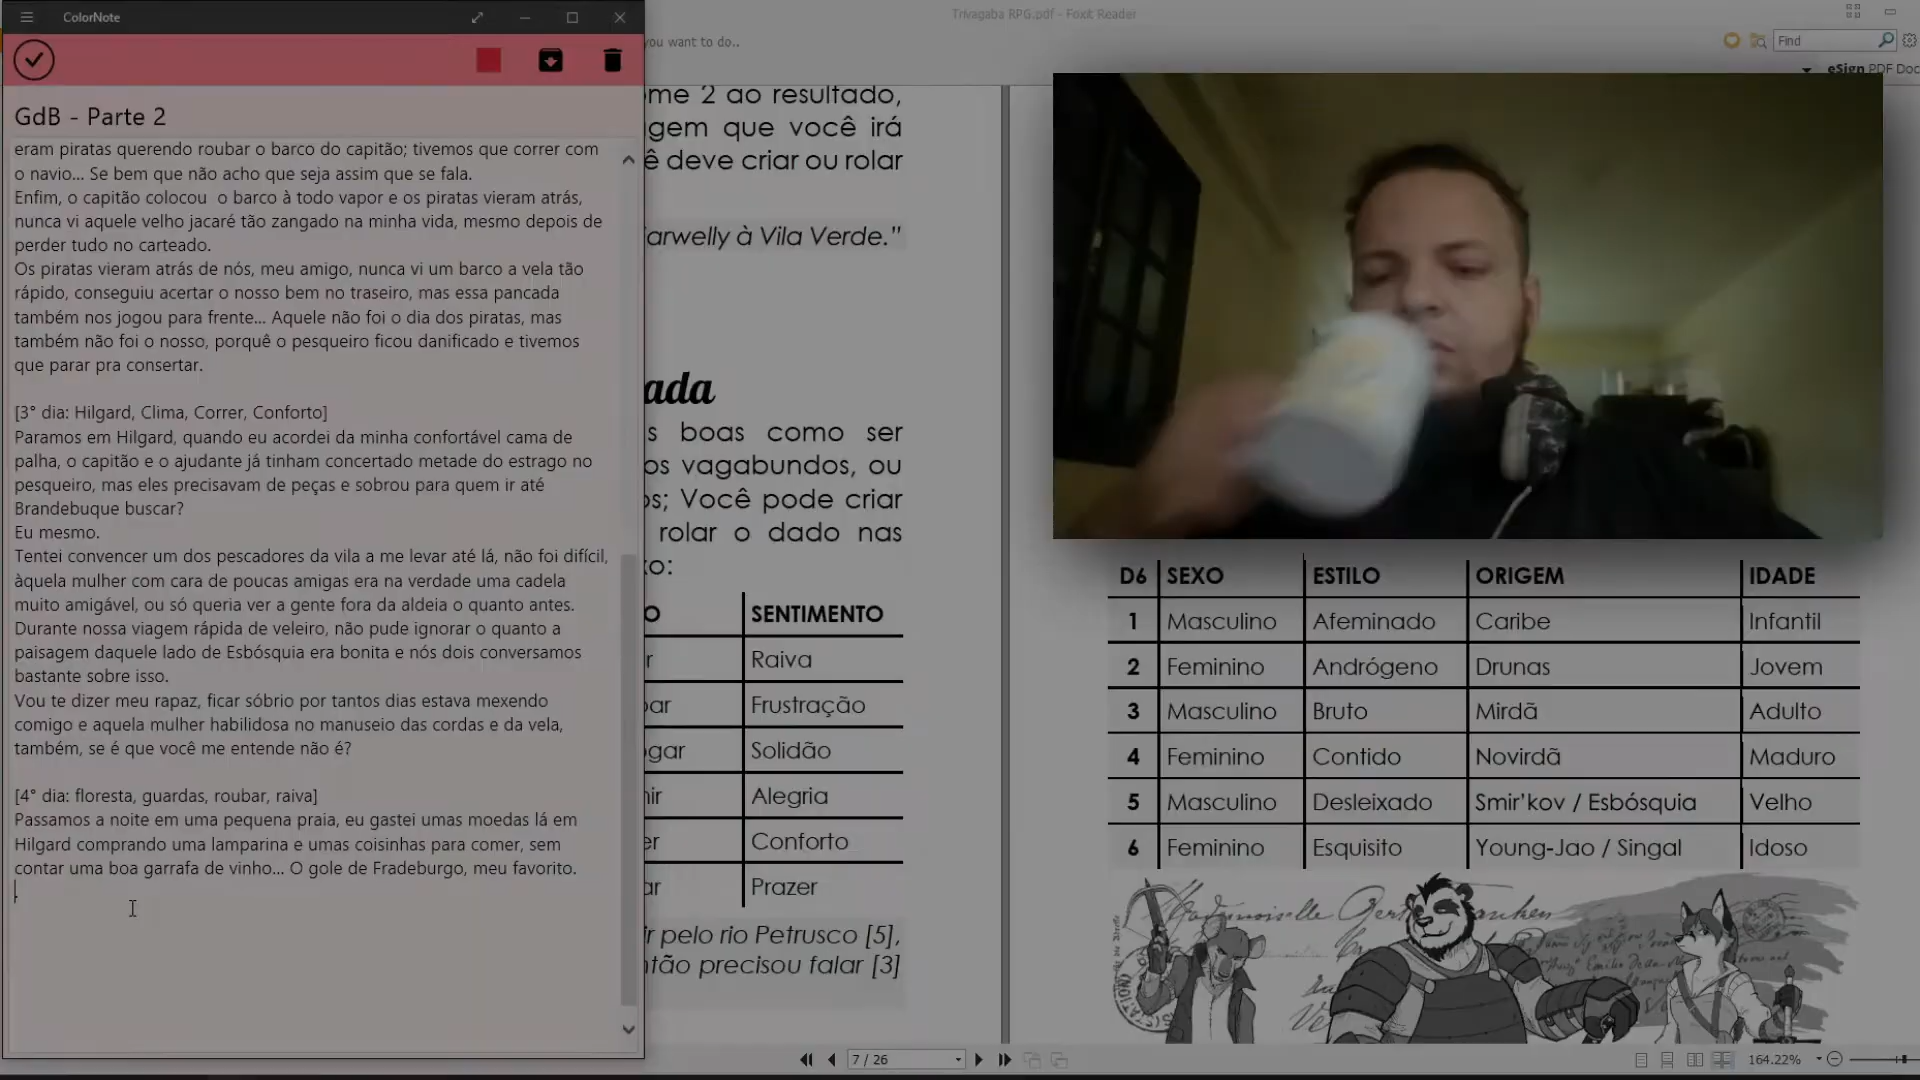 ColorNote
Trivagaba RPG.pdf - Foxit Reader
you want to do..
Find
eSign PDF Doc
GdB - Parte 2
eram piratas querendo roubar o barco do capitão; tivemos que correr com
o navio... Se bem que não acho que seja assim que se fala.
Enfim, o capitão colocou  o barco à todo vapor e os piratas vieram atrás,
nunca vi aquele velho jacaré tão zangado na minha vida, mesmo depois de
perder tudo no carteado.
Os piratas vieram atrás de nós, meu amigo, nunca vi um barco a vela tão
rápido, conseguiu acertar o nosso bem no traseiro, mas essa pancada
também nos jogou para frente... Aquele não foi o dia dos piratas, mas
também não foi o nosso, porquê o pesqueiro ficou danificado e tivemos
que parar pra consertar.
[3° dia: Hilgard, Clima, Correr, Conforto]
Paramos em Hilgard, quando eu acordei da minha confortável cama de
palha, o capitão e o ajudante já tinham concertado metade do estrago no
pesqueiro, mas eles precisavam de peças e sobrou para quem ir até
Brandebuque buscar?
Eu mesmo.
Tentei convencer um dos pescadores da vila a me levar até lá, não foi difícil,
àquela mulher com cara de poucas amigas era na verdade uma cadela
muito amigável, ou só queria ver a gente fora da aldeia o quanto antes.
Durante nossa viagem rápida de veleiro, não pude ignorar o quanto a
paisagem daquele lado de Esbósquia era bonita e nós dois conversamos
bastante sobre isso.
Vou te dizer meu rapaz, ficar sóbrio por tantos dias estava mexendo
comigo e aquela mulher habilidosa no manuseio das cordas e da vela,
também, se é que você me entende não é?
[4° dia: floresta, guardas, roubar, raiva]
Passamos a noite em uma pequena praia, eu gastei umas moedas lá em
Hilgard comprando uma lamparina e umas coisinhas para comer, sem
contar uma boa garrafa de vinho... O gole de Fradeburgo, meu favorito.
ome 2 ao resultado,
gem que você irá
ê deve criar ou rolar
arwelly à Vila Verde.”
ada
s boas como ser
os vagabundos, ou
s; Você pode criar
rolar o dado nas
xo:
O SENTIMENTO
r Raiva
bar Frustração
ogar Solidão
nir Alegria
er Conforto
ar Prazer
ir pelo rio Petrusco [5],
ntão precisou falar [3]
D6 SEXO ESTILO ORIGEM IDADE
1 Masculino Afeminado Caribe Infantil
2 Feminino Andrógeno Drunas Jovem
3 Masculino Bruto Mirdã Adulto
4 Feminino Contido Novirdã Maduro
5 Masculino Desleixado Smir’kov / Esbósquia Velho
6 Feminino Esquisito Young-Jao / Singal Idoso
7 / 26
164.22%